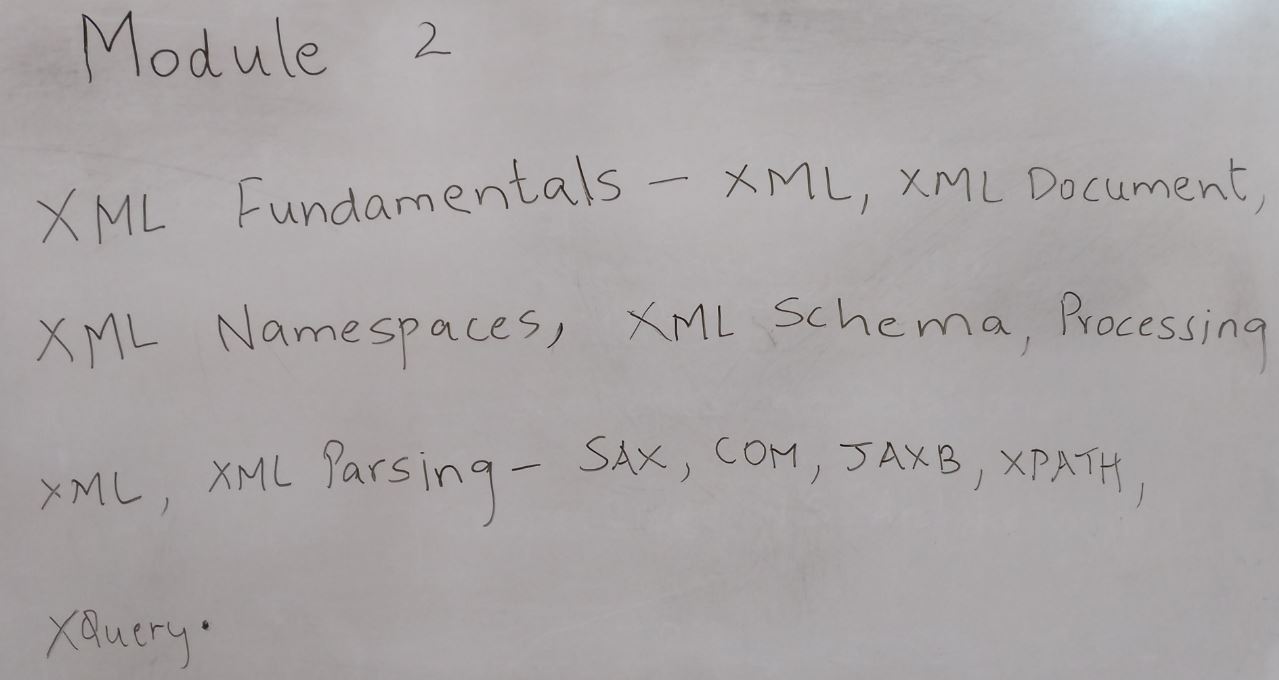 Module 2
XML Fundamentals - XML, XML Document,
XML Namespaces, XML Schema, Processing
XML, XML Parsing - SAX, COM, JAXB, XPATH,
XQuery.